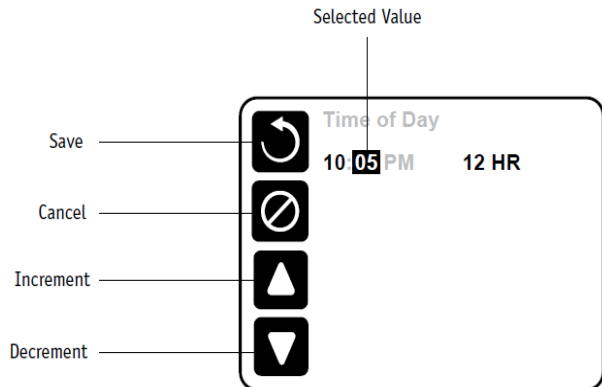 Selected Value
Time of Day
Save
10:05 PM 12 HR
Cancel
Increment
Decrement